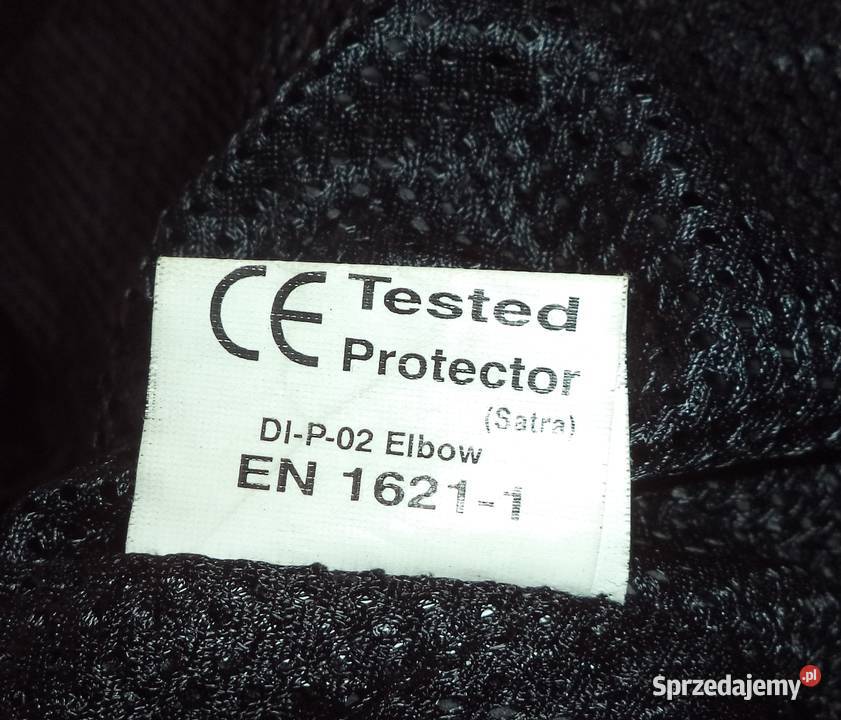 CE Tested
Protector
(Satra)
DI-P-02 Elbow
EN 1621-1
Sprzedajemy.pl